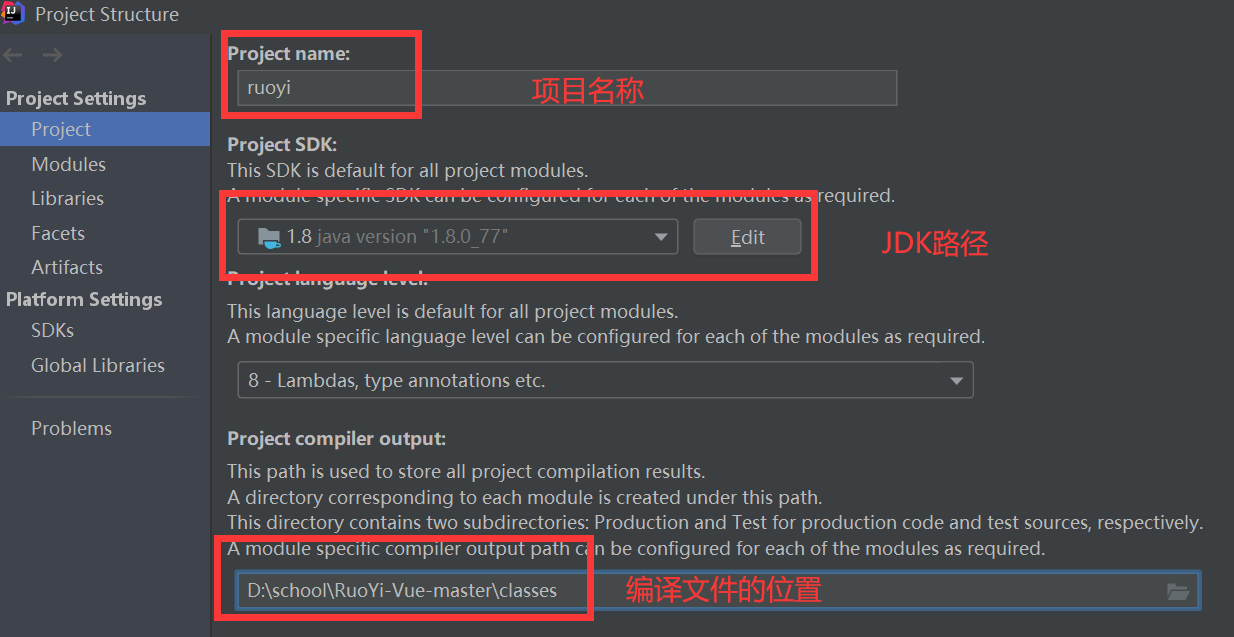 Project Structure
Project Settings
Project
Modules
Libraries
Facets
Artifacts
Platform Settings
SDKs
Global Libraries
Problems
Project name:
ruoyi
项目名称
Project SDK:
This SDK is default for all project modules.
A module specific SDK can be configured for each of the modules as required.
1.8 java version "1.8.0_77"
Edit
JDK路径
Project language level:
This language level is default for all project modules.
A module specific language level can be configured for each of the modules as required.
8 - Lambdas, type annotations etc.
Project compiler output:
This path is used to store all project compilation results.
A directory corresponding to each module is created under this path.
This directory contains two subdirectories: Production and Test for production code and test sources, respectively.
A module specific compiler output path can be configured for each of the modules as required.
D:\school\RuoYi-Vue-master\classes
编译文件的位置